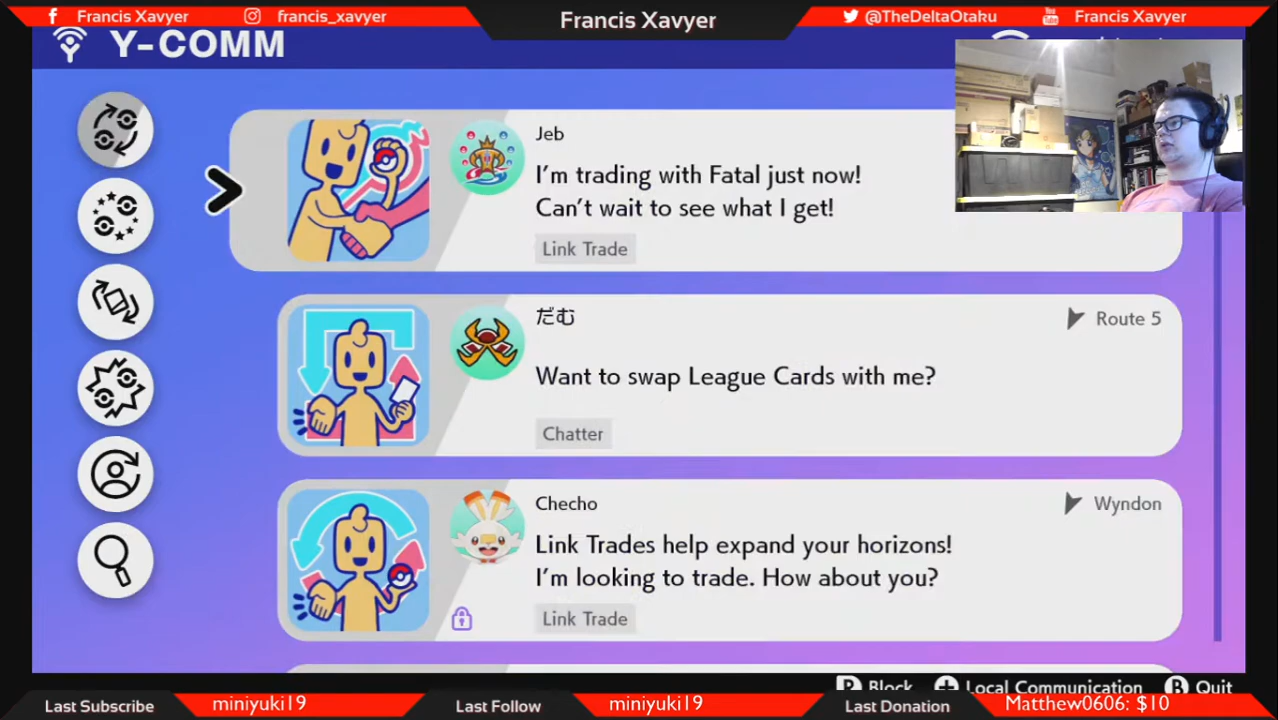 Francis Xavyer
francis_xavyer
Francis Xavyer
@TheDeltaOtaku
Francis Xavyer
Y-COMM
Jeb
I'm trading with Fatal just now!
Can't wait to see what I get!
Link Trade
だむ
Route 5
Want to swap League Cards with me?
Chatter
Checho
Wyndon
Link Trades help expand your horizons!
I'm looking to trade. How about you?
Link Trade
Block
Local Communication
Quit
Last Subscribe
miniyuki19
Last Follow
miniyuki19
Last Donation
Matthew0606: $10